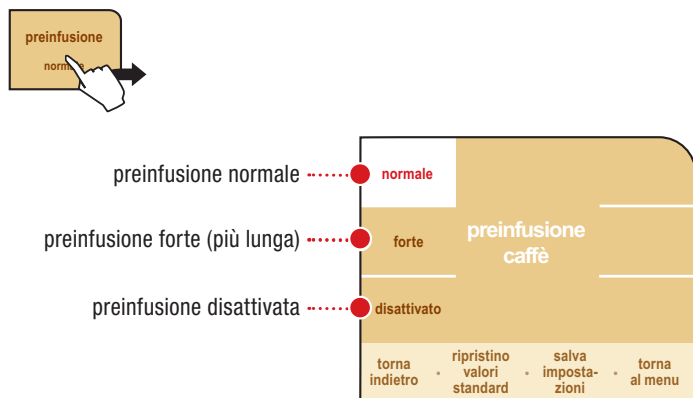 preinfusione
normale
preinfusione normale
normale
preinfusione forte (più lunga)
forte
preinfusione
caffè
preinfusione disattivata
disattivato
torna
indietro
ripristino
valori
standard
salva
imposta-
zioni
torna
al menu